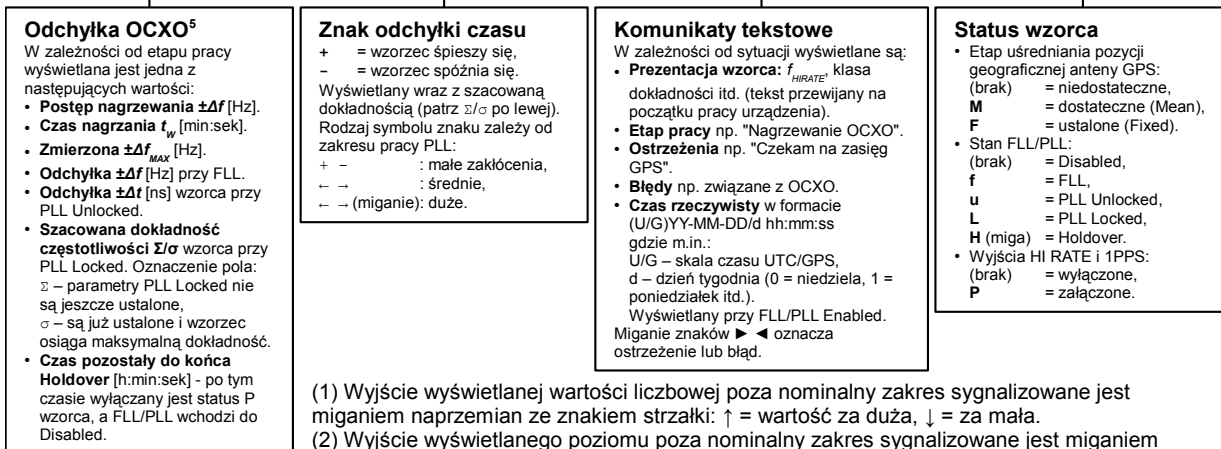 Odchyłka OCXO5
W zależności od etapu pracy
wyświetlana jest jedna z
następujących wartości:
• Postęp nagrzewania ±Δf [Hz].
• Czas nagrzania tW [min:sek].
• Zmierzona ±ΔfMAX [Hz].
• Odchyłka ±Δf [Hz] przy FLL.
• Odchyłka ±Δt [ns] wzorca przy
PLL Unlocked.
• Szacowana dokładność
częstotliwości Σ/σ wzorca przy
PLL Locked. Oznaczenie pola:
Σ – parametry PLL Locked nie
są jeszcze ustalone,
σ – są już ustalone i wzorzec
osiąga maksymalną dokładność.
• Czas pozostały do końca
Holdover [h:min:sek] - po tym
czasie wyłączany jest status P
wzorca, a FLL/PLL wchodzi do
Disabled.
Znak odchyłki czasu
+ = wzorzec śpieszy się,
– = wzorzec spóźnia się.
Wyświetlany wraz z szacowaną
dokładnością (patrz Σ/σ po lewej).
Rodzaj symbolu znaku zależy od
zakresu pracy PLL:
+ – : małe zakłócenia,
← → : średnie,
← → (miganie): duże.
Komunikaty tekstowe
W zależności od sytuacji wyświetlane są:
• Prezentacja wzorca: fHIRATE, klasa
dokładności itd. (tekst przewijany na
początku pracy urządzenia).
• Etap pracy np. "Nagrzewanie OCXO".
• Ostrzeżenia np. "Czekam na zasięg
GPS".
• Błędy np. związane z OCXO.
• Czas rzeczywisty w formacie
(U/G)YY-MM-DD/d hh:mm:ss
gdzie m.in.:
U/G – skala czasu UTC/GPS,
d – dzień tygodnia (0 = niedziela, 1 =
poniedziałek itd.).
Wyświetlany przy FLL/PLL Enabled.
Miganie znaków ► ◄ oznacza
ostrzeżenie lub błąd.
Status wzorca
• Etap uśredniania pozycji
geograficznej anteny GPS:
(brak) = niedostateczne,
M = dostateczne (Mean),
F = ustalone (Fixed).
• Stan FLL/PLL:
(brak) = Disabled,
f = FLL,
u = PLL Unlocked,
L = PLL Locked,
H (miga) = Holdover.
• Wyjścia HI RATE i 1PPS:
(brak) = wyłączone,
P = załączone.
(1) Wyjście wyświetlanej wartości liczbowej poza nominalny zakres sygnalizowane jest
miganiem naprzemian ze znakiem strzałki: ↑ = wartość za duża, ↓ = za mała.
(2) Wyjście wyświetlanego poziomu poza nominalny zakres sygnalizowane jest miganiem